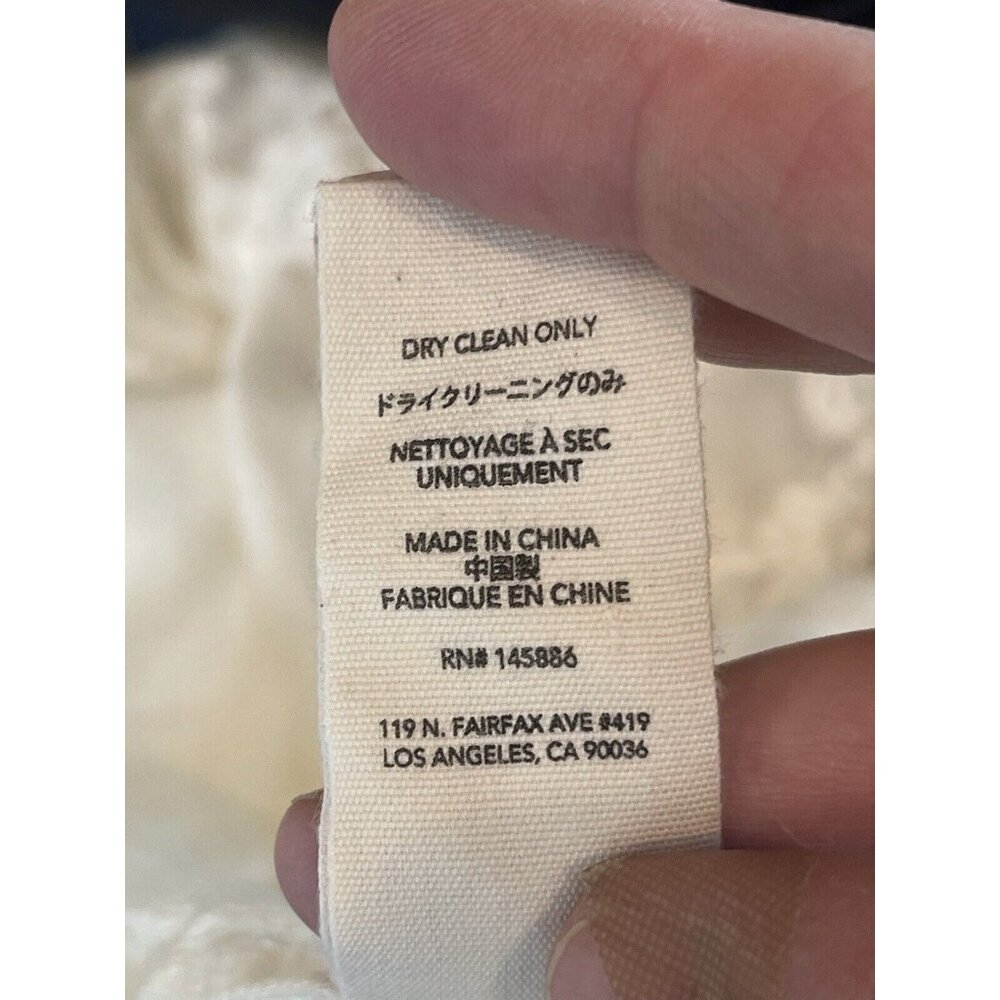 DRY CLEAN ONLY
ドライクリーニングのみ
NETTOYAGE À SEC
UNIQUEMENT
MADE IN CHINA
中国製
FABRIQUE EN CHINE
RN# 145886
119 N. FAIRFAX AVE #419
LOS ANGELES, CA 90036